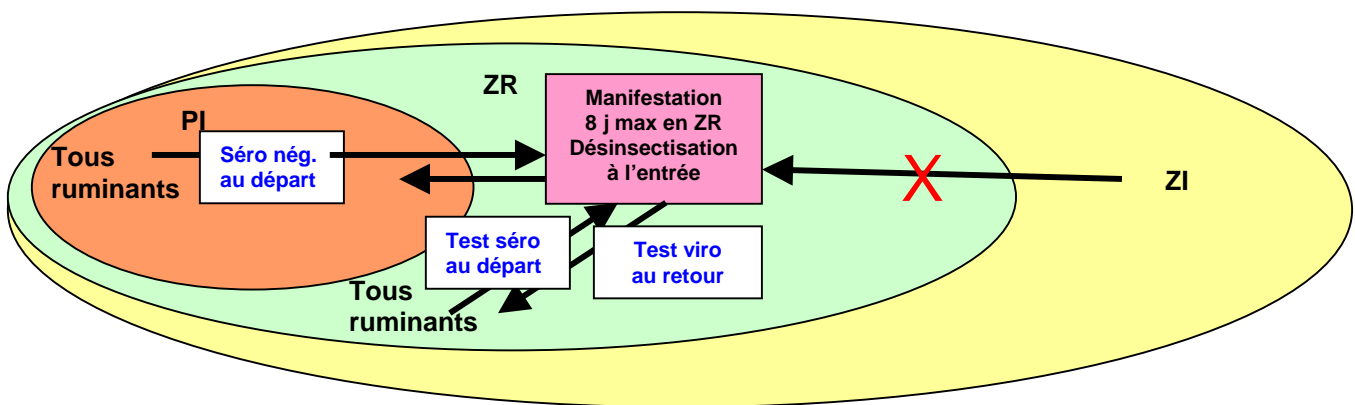 ZR
Manifestation
8 j max en ZR
Désinsectisation
à l’entrée
PI
Tous
ruminants
Séro nég.
au départ
X
ZI
Test séro
au départ
Test viro
au retour
Tous
ruminants